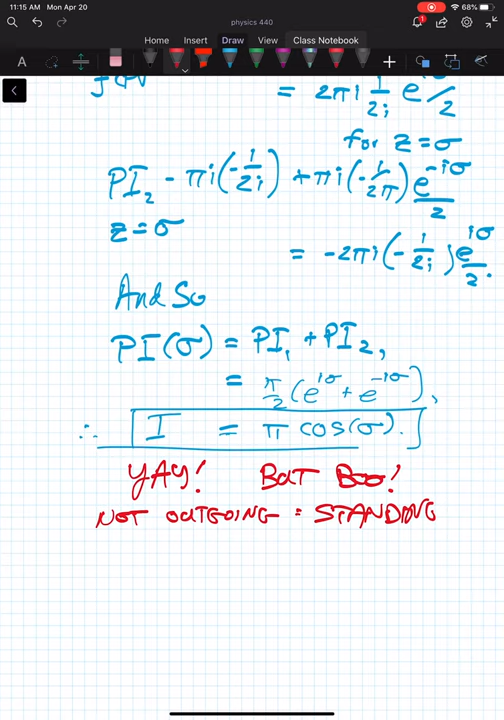 11:15 AM Mon Apr 20
68%
physics 440
1
Home Insert Draw View Class Notebook
A
= 2πi 1/2i e^iσ/2
for z=σ
PI₂ - πi(-1/2i) + πi(-1/2π) e^-iσ/2
z=σ
= -2πi(-1/2i) e^iσ/2.
And So
PI(σ) = PI₁ + PI₂,
= π/2 (e^iσ + e^-iσ),
∴ I = π cos(σ).
YAY! But Boo!
NOT OUTGOING = STANDING